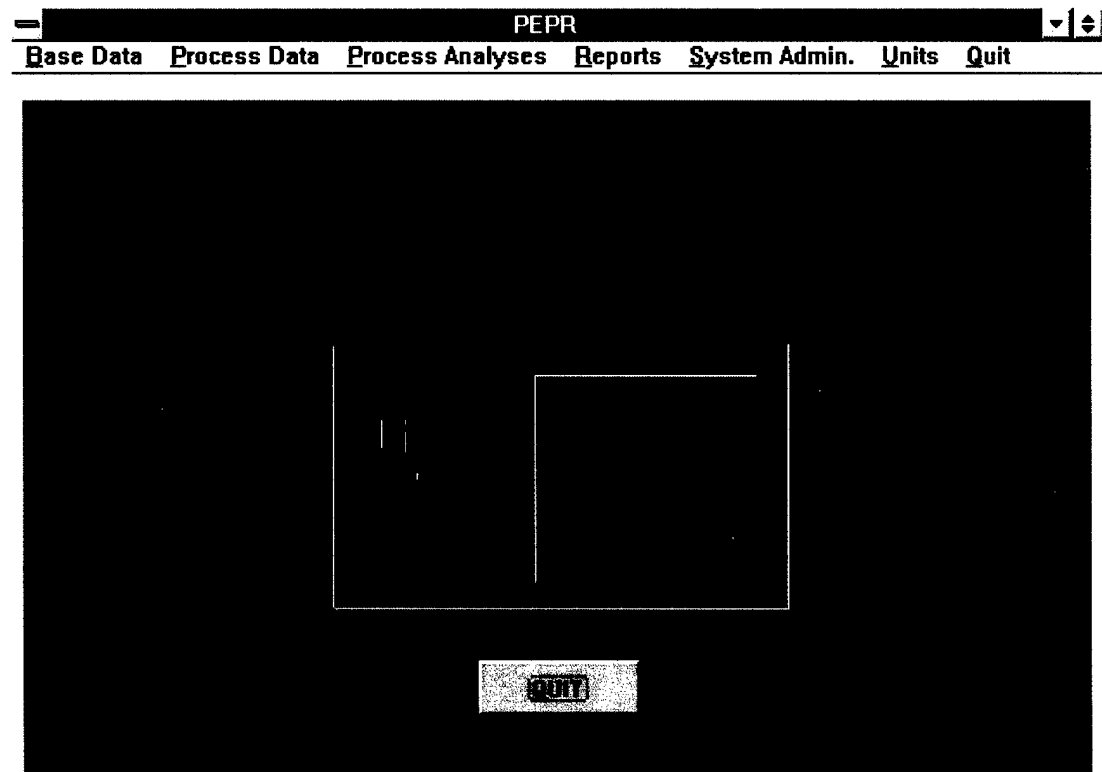 PEPR
Base Data Process Data Process Analyses Reports System Admin. Units Quit
QUIT